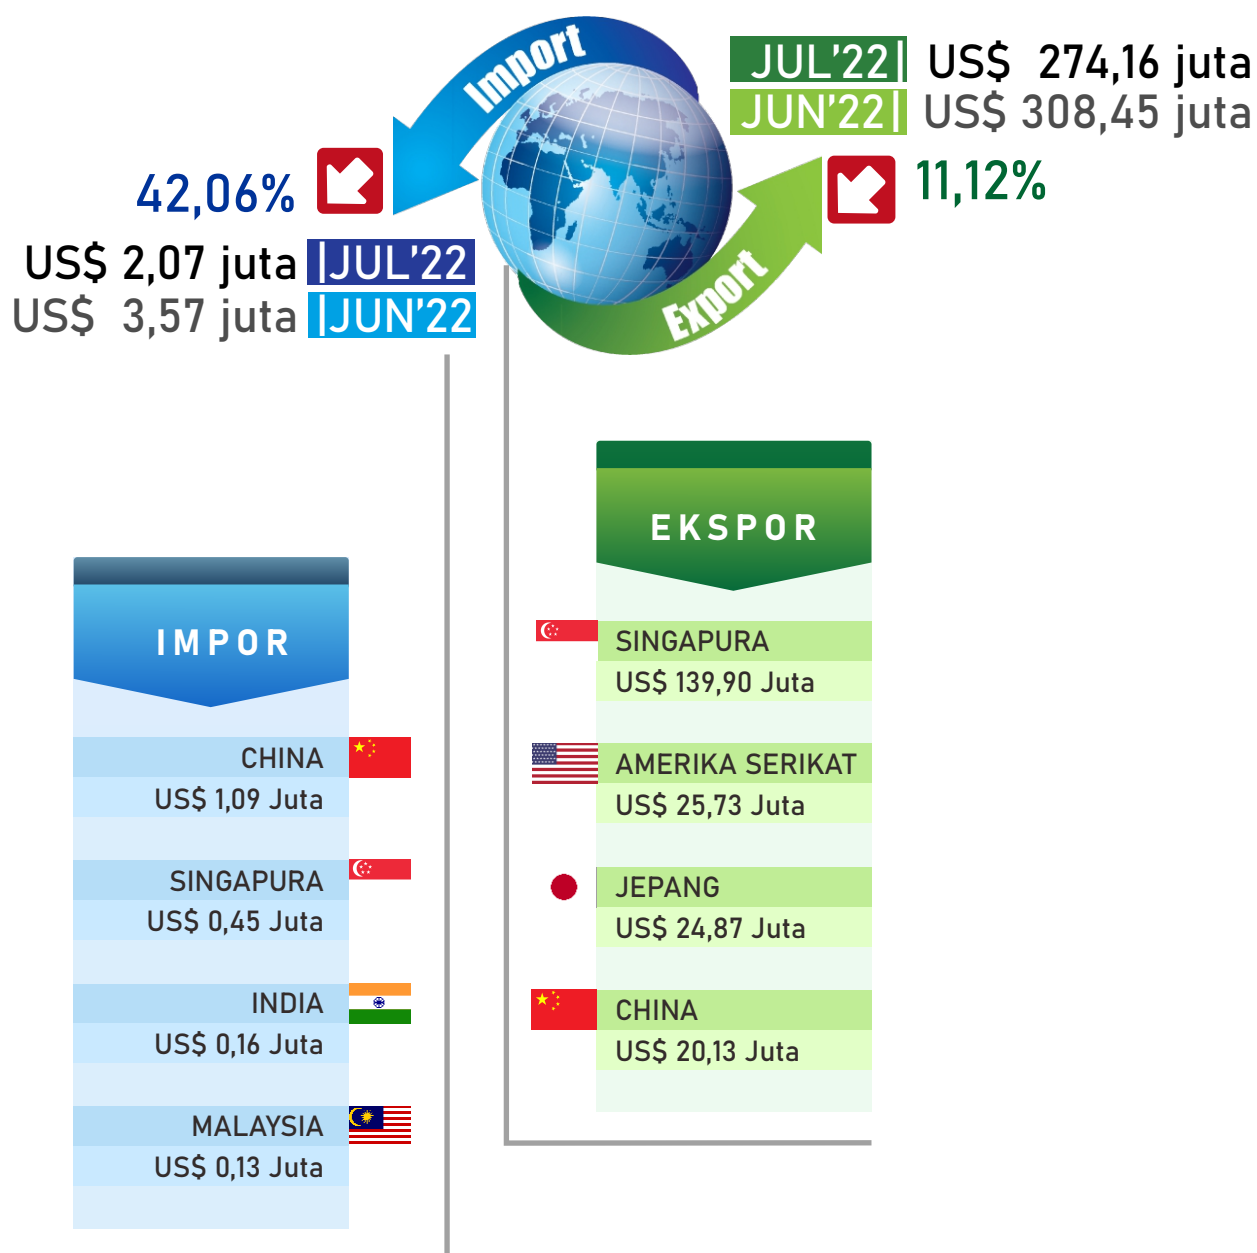 Import
JUL'22| US$ 274,16 juta
JUN'22| US$ 308,45 juta
11,12%
42,06%
US$ 2,07 juta |JUL'22
US$ 3,57 juta |JUN'22
Export
EKSPOR
SINGAPURA
US$ 139,90 Juta
AMERIKA SERIKAT
US$ 25,73 Juta
JEPANG
US$ 24,87 Juta
CHINA
US$ 20,13 Juta
IMPOR
CHINA
US$ 1,09 Juta
SINGAPURA
US$ 0,45 Juta
INDIA
US$ 0,16 Juta
MALAYSIA
US$ 0,13 Juta